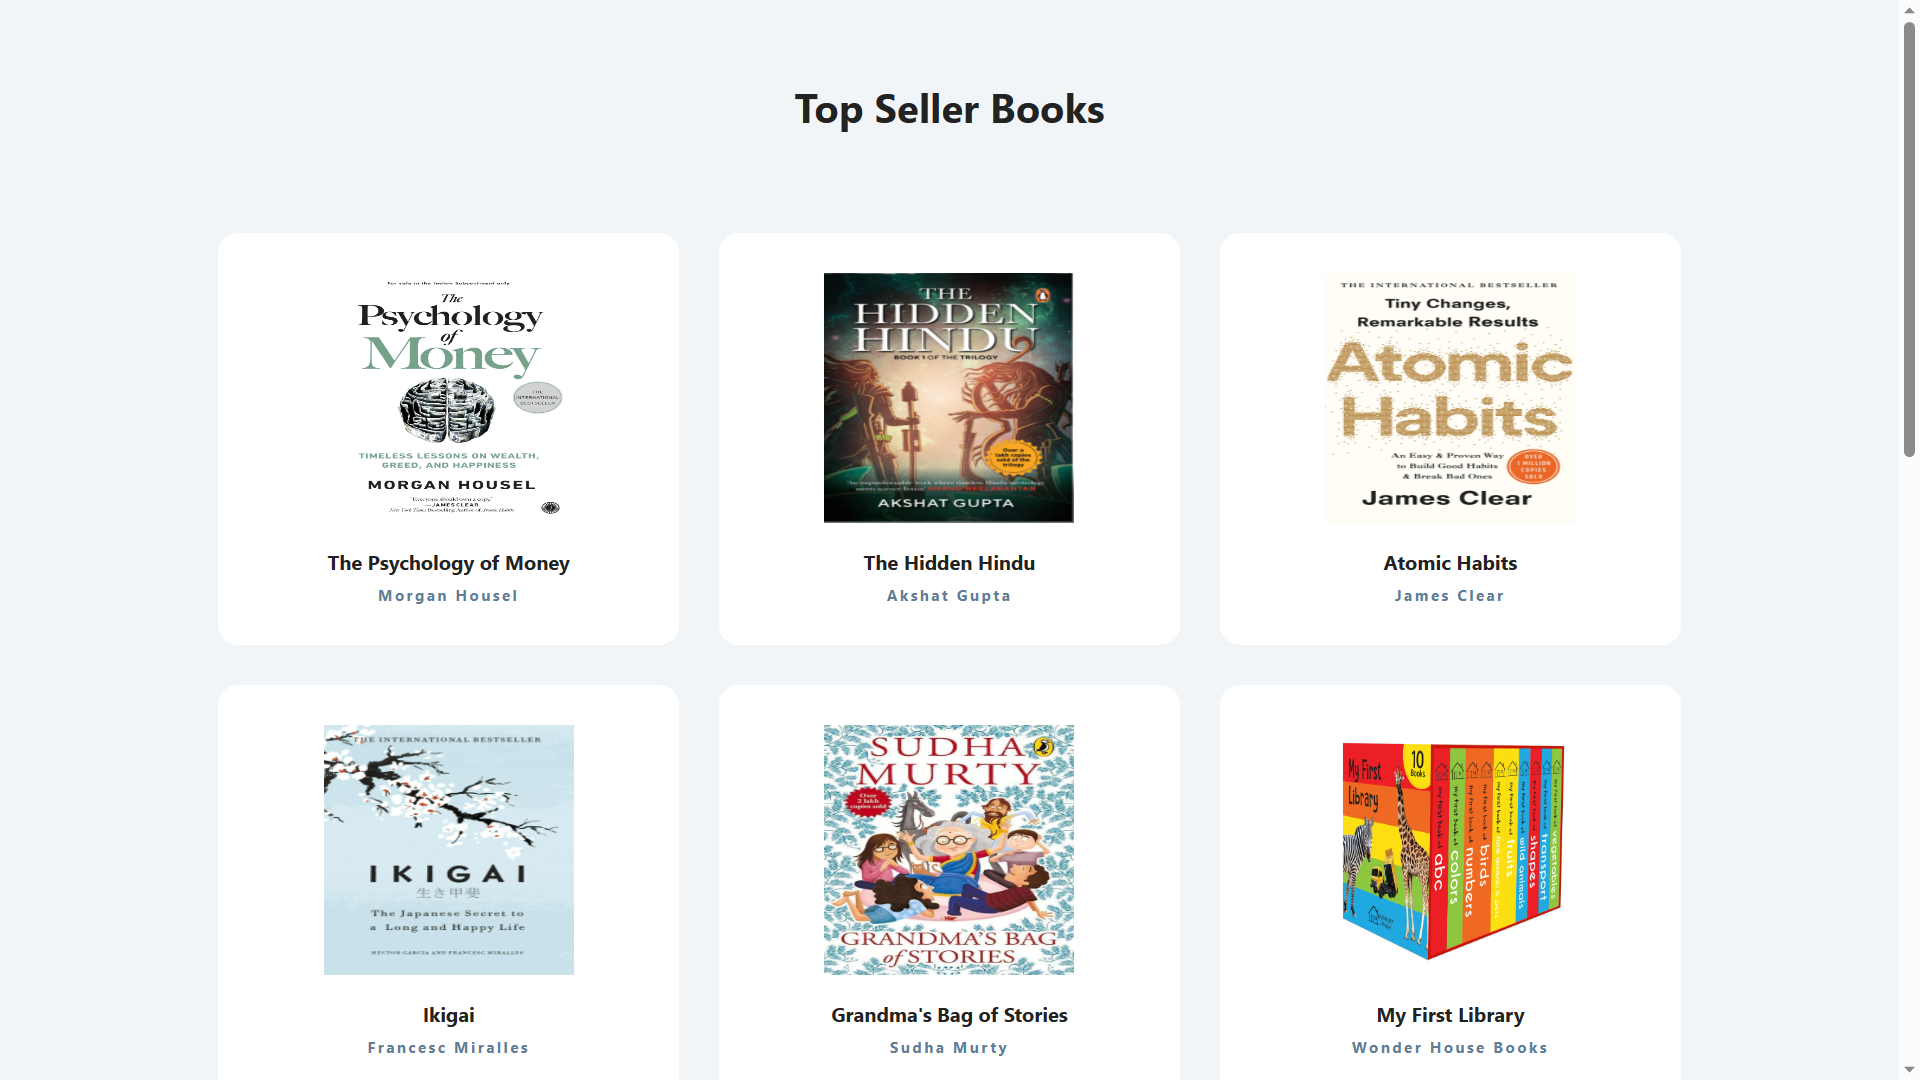 Top Seller Books
For sale in the Indian Subcontinent only
The
Psychology
of
Money
THE
INTERNATIONAL
BESTSELLER
TIMELESS LESSONS ON WEALTH,
GREED, AND HAPPINESS
MORGAN HOUSEL
"Everyone should own a copy."
—JAMES CLEAR,
New York Times Bestselling Author of Atomic Habits
The Psychology of Money
Morgan Housel
THE
HIDDEN
HINDU
BOOK 1 OF THE TRILOGY
Over a
lakh copies
sold of the
trilogy
AKSHAT GUPTA
The Hidden Hindu
Akshat Gupta
THE INTERNATIONAL BESTSELLER
Tiny Changes,
Remarkable Results
Atomic
Habits
An Easy & Proven Way
to Build Good Habits
& Break Bad Ones
OVER
1 MILLION
COPIES
SOLD
James Clear
Atomic Habits
James Clear
THE INTERNATIONAL BESTSELLER
IKIGAI
生き甲斐
The Japanese Secret to
a Long and Happy Life
HÉCTOR GARCÍA AND FRANCESC MIRALLES
Ikigai
Francesc Miralles
SUDHA
MURTY
Over
2 lakh
copies sold
GRANDMA'S BAG
of STORIES
Grandma's Bag of Stories
Sudha Murty
My First
Library
10
Books
my first book of abc
my first book of colors
my first book of numbers
my first book of birds
my first book of fruits
my first book of wild animals
my first book of shapes
my first book of transport
my first book of vegetables
My First Library
Wonder House Books